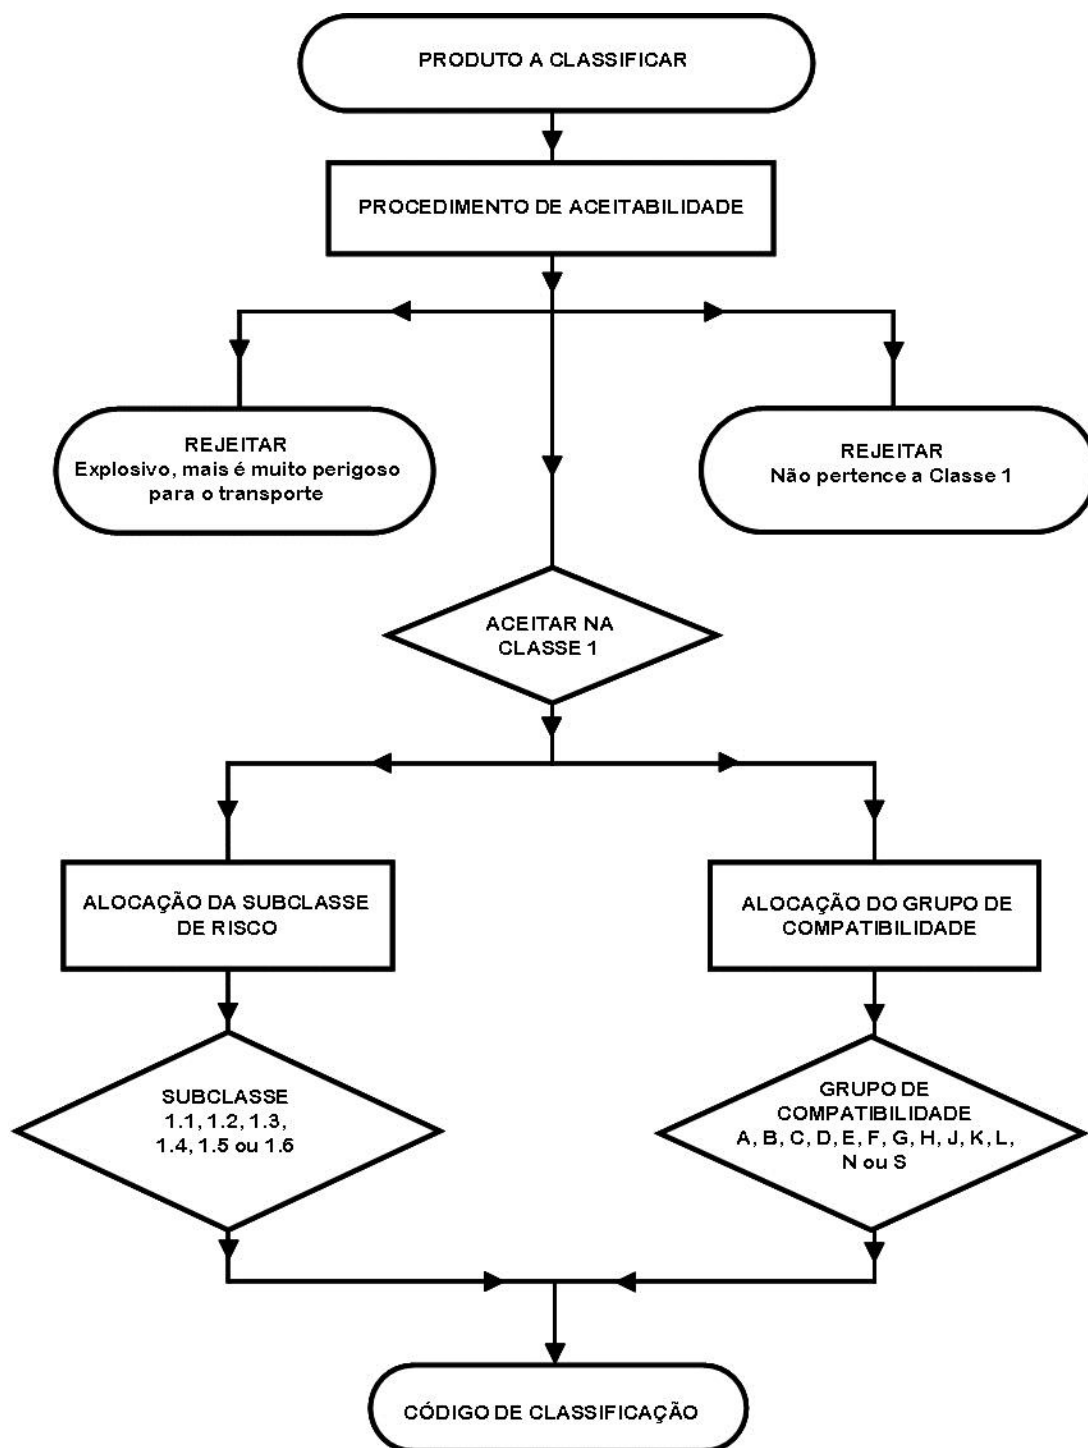 PRODUTO A CLASSIFICAR
PROCEDIMENTO DE ACEITABILIDADE
REJEITAR
Explosivo, mais é muito perigoso
para o transporte
REJEITAR
Não pertence a Classe 1
ACEITAR NA
CLASSE 1
ALOCAÇÃO DA SUBCLASSE
DE RISCO
ALOCAÇÃO DO GRUPO DE
COMPATIBILIDADE
SUBCLASSE
1.1, 1.2, 1.3,
1.4, 1.5 ou 1.6
GRUPO DE
COMPATIBILIDADE
A, B, C, D, E, F, G, H, J, K, L,
N ou S
CÓDIGO DE CLASSIFICAÇÃO